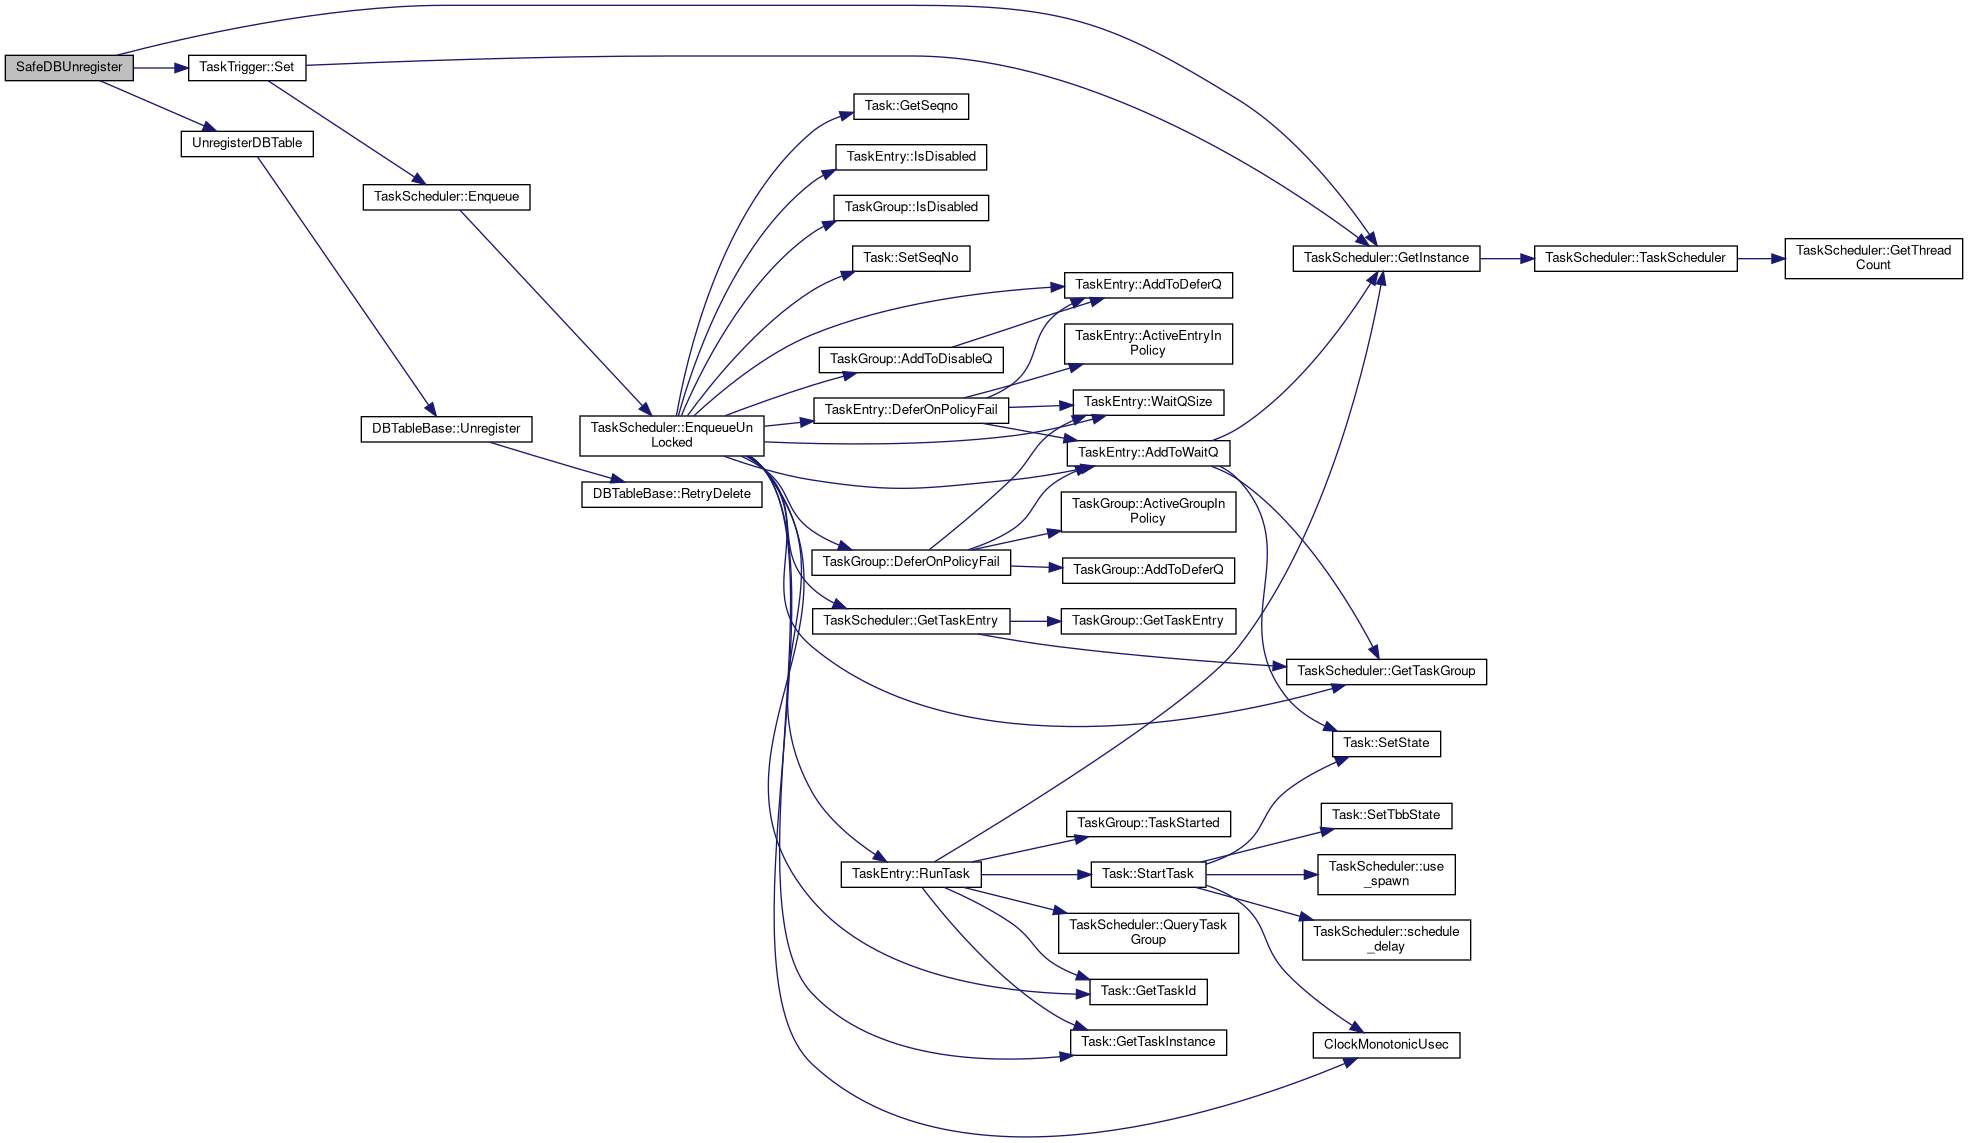 SafeDBUnregister
TaskTrigger::Set
UnregisterDBTable
TaskScheduler::Enqueue
DBTableBase::Unregister
TaskScheduler::EnqueueUn
Locked
DBTableBase::RetryDelete
Task::GetSeqno
TaskEntry::IsDisabled
TaskGroup::IsDisabled
Task::SetSeqNo
TaskGroup::AddToDisableQ
TaskEntry::DeferOnPolicyFail
TaskGroup::DeferOnPolicyFail
TaskScheduler::GetTaskEntry
TaskEntry::RunTask
TaskEntry::AddToDeferQ
TaskEntry::ActiveEntryIn
Policy
TaskEntry::WaitQSize
TaskEntry::AddToWaitQ
TaskGroup::ActiveGroupIn
Policy
TaskGroup::AddToDeferQ
TaskGroup::GetTaskEntry
TaskGroup::TaskStarted
Task::StartTask
TaskScheduler::QueryTask
Group
Task::GetTaskId
Task::GetTaskInstance
TaskScheduler::GetInstance
TaskScheduler::GetTaskGroup
Task::SetState
Task::SetTbbState
TaskScheduler::use
_spawn
TaskScheduler::schedule
_delay
ClockMonotonicUsec
TaskScheduler::TaskScheduler
TaskScheduler::GetThread
Count